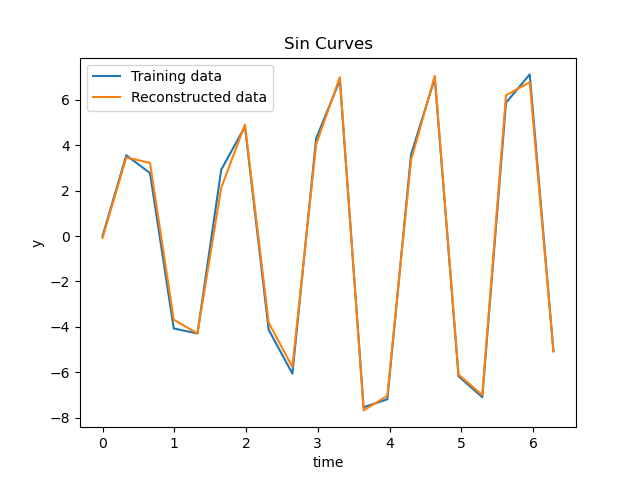 Sin Curves
Training data
Reconstructed data
6
4
2
0
−2
−4
−6
−8
y
0 1 2 3 4 5 6
time